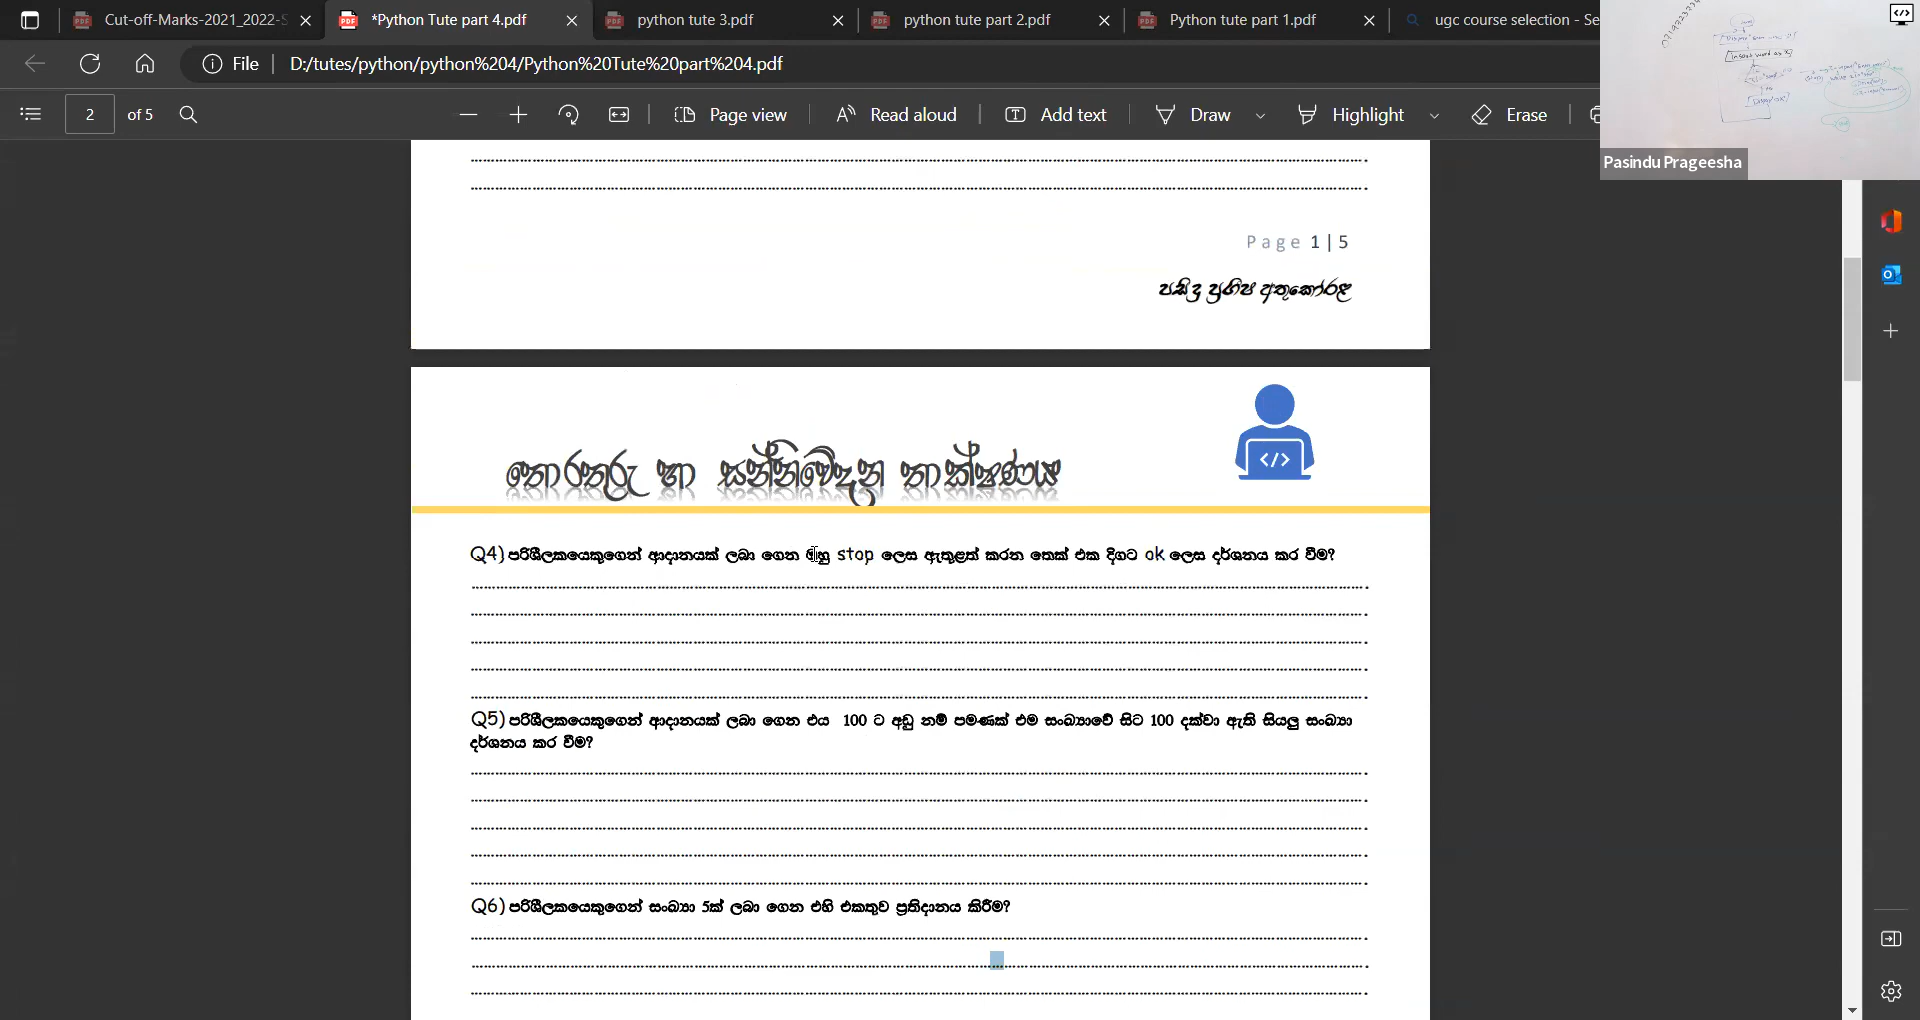 Cut-off-Marks-2021_2022-S
*Python Tute part 4.pdf
python tute 3.pdf
python tute part 2.pdf
Python tute part 1.pdf
ugc course selection - Se
File
D:/tutes/python/python%204/Python%20Tute%20part%204.pdf
2
of 5
Page view
Read aloud
Add text
Draw
Highlight
Erase
Pasindu Prageesha
Page 1 | 5
තොරතුරු හා සන්නිවේදන තාක්ෂණය
</>
Q4) පරිශීලකයෙකුගෙන් ආදානයක් ලබා ගෙන ඔහු stop ලෙස ඇතුළත් කරන තෙක් එක දිගට ok ලෙස දර්ශනය කර වීම?
Q5) පරිශීලකයෙකුගෙන් ආදානයක් ලබා ගෙන එය 100 ට අඩු නම් පමණක් එම සංඛ්‍යාවේ සිට 100 දක්වා ඇති සියලු සංඛ්‍යා
දර්ශනය කර වීම?
Q6) පරිශීලකයෙකුගෙන් සංඛ්‍යා 5ක් ලබා ගෙන එහි එකතුව ප්‍රතිදානය කිරීම?